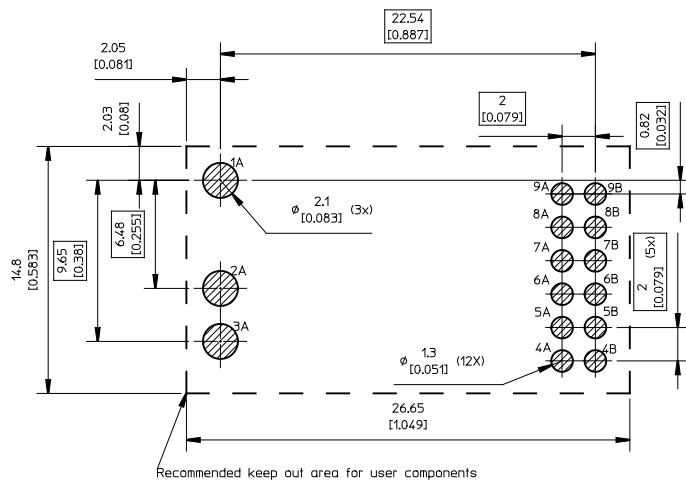 22.54
[0.887]
2.05
[0.081]
2.03
[0.08]
2
[0.079]
0.82
[0.032]
1A
ø 2.1 (3x)
[0.083]
9A 9B
8A 8B
7A 7B
6A 6B
5A 5B
4A 4B
2A
3A
6.48
[0.255]
9.65
[0.38]
14.8
[0.583]
2 (5x)
[0.079]
ø 1.3 (12X)
[0.051]
26.65
[1.049]
Recommended keep out area for user components